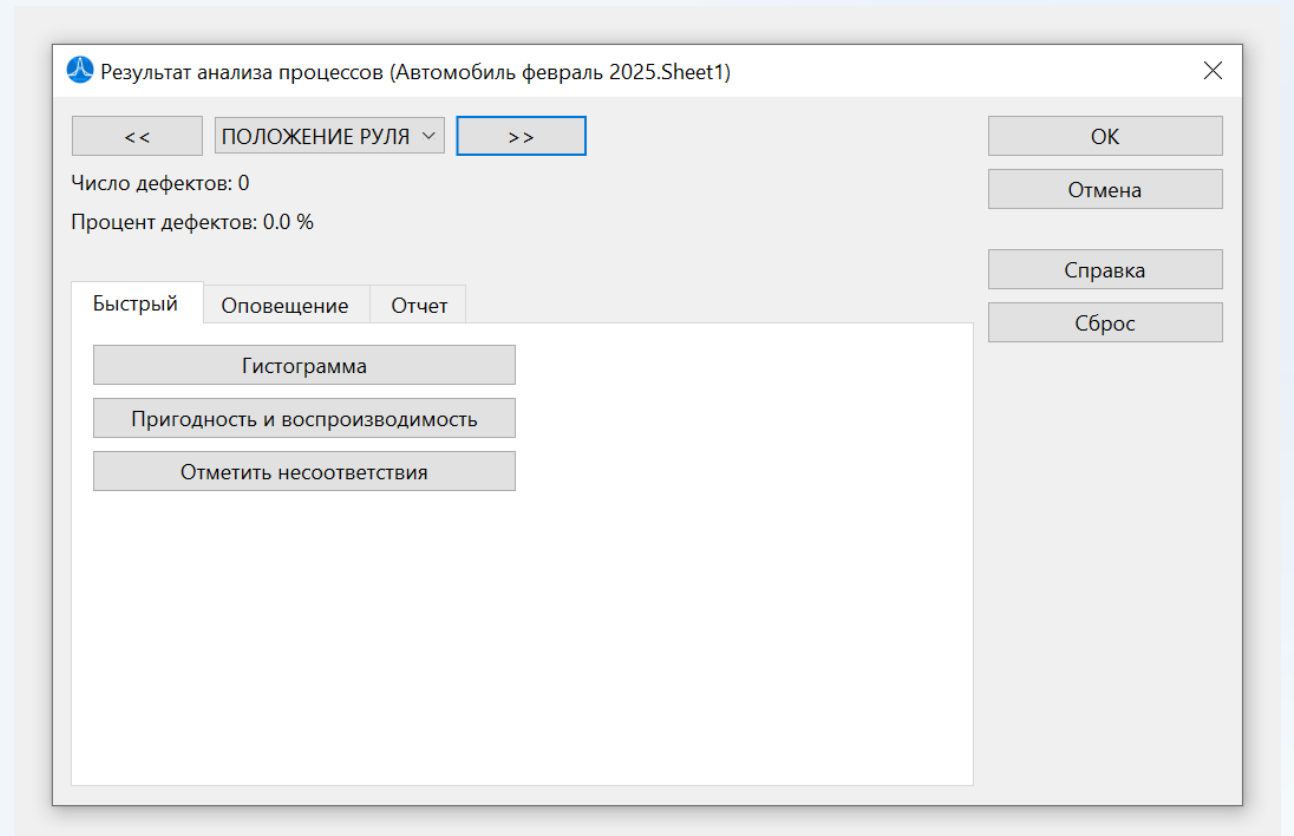 Результат анализа процессов (Автомобиль февраль 2025.Sheet1)
<< ПОЛОЖЕНИЕ РУЛЯ >>
Число дефектов: 0
Процент дефектов: 0.0 %
OK
Отмена
Справка
Сброс
Быстрый Оповещение Отчет
Гистограмма
Пригодность и воспроизводимость
Отметить несоответствия